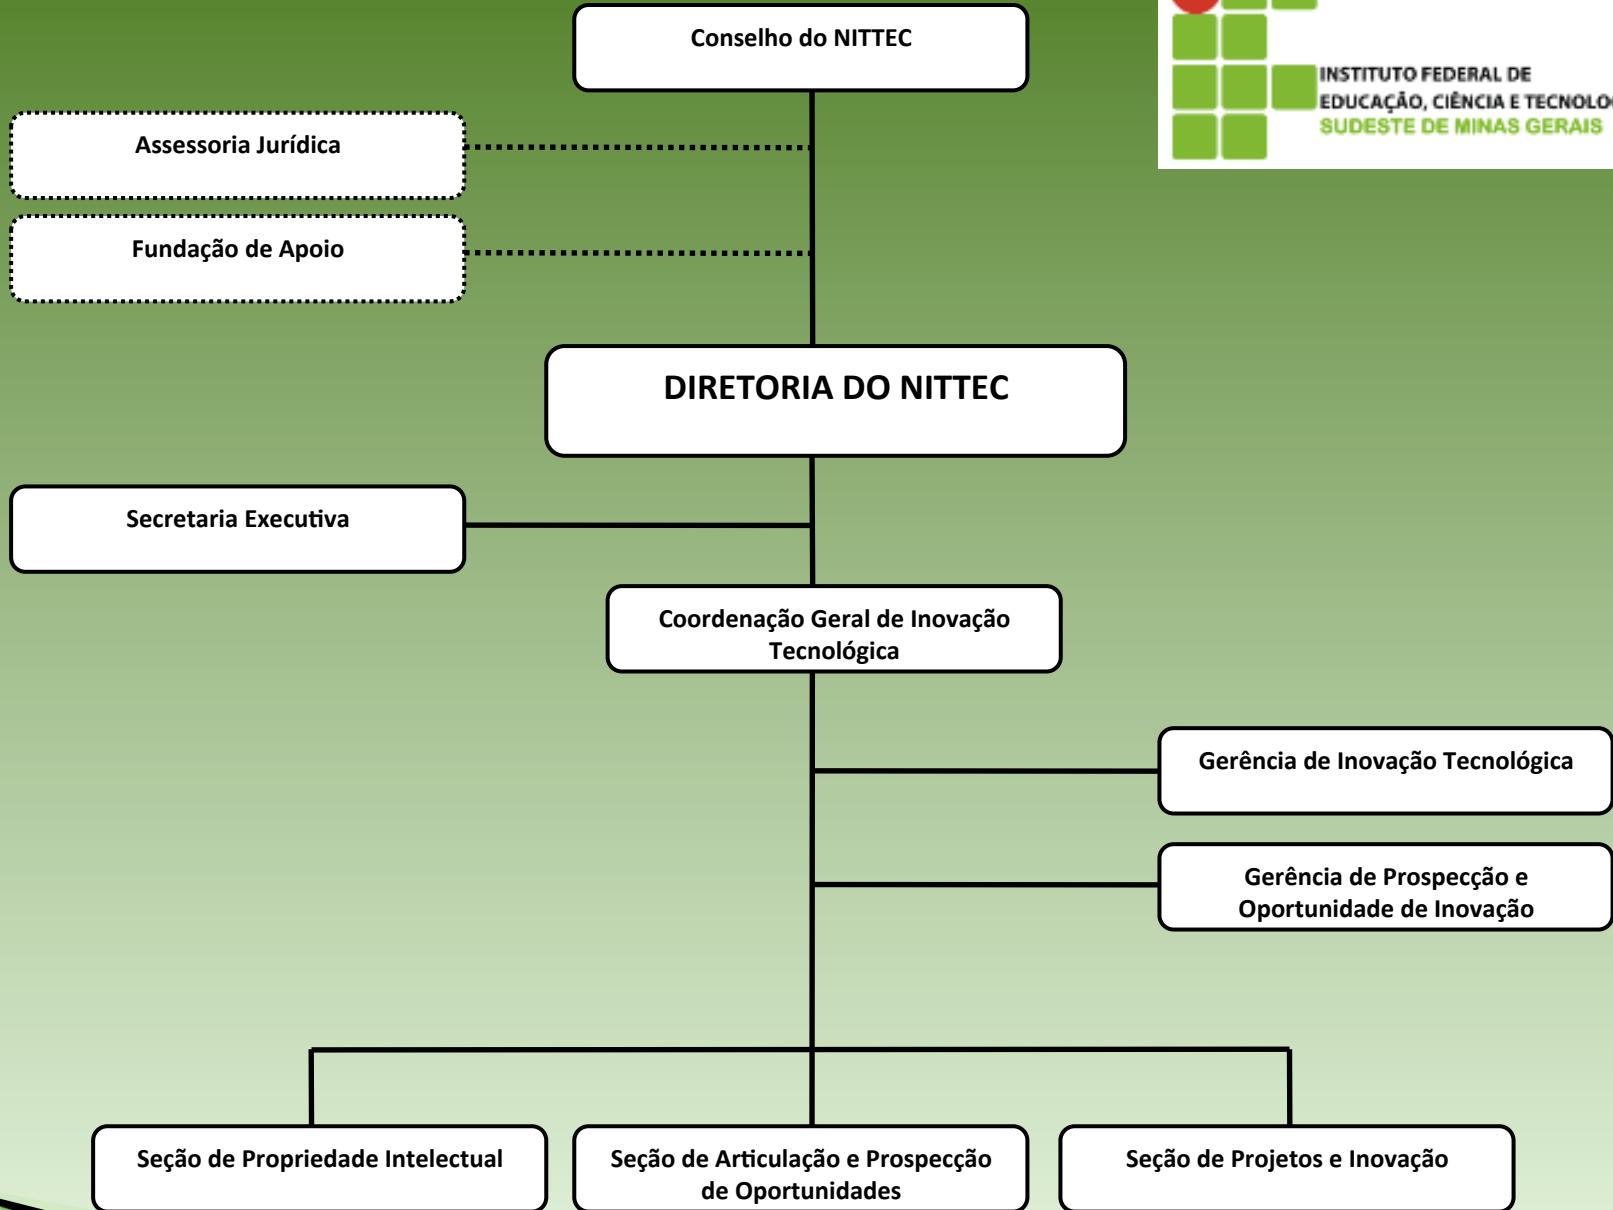 Conselho do NITTEC
INSTITUTO FEDERAL DE
EDUCAÇÃO, CIÊNCIA E
SUDESTE DE MINAS GERAIS
Assessoria Jurídica
Fundação de Apoio
DIRETORIA DO NITTEC
Secretaria Executiva
Coordenação Geral de Inovação
Tecnológica
Gerência de Inovação Tecnológica
Gerência de Prospecção e
Oportunidade de Inovação
Seção de Propriedade Intelectual
Seção de Articulação e Prospecção
de Oportunidades
Seção de Projetos e Inovação